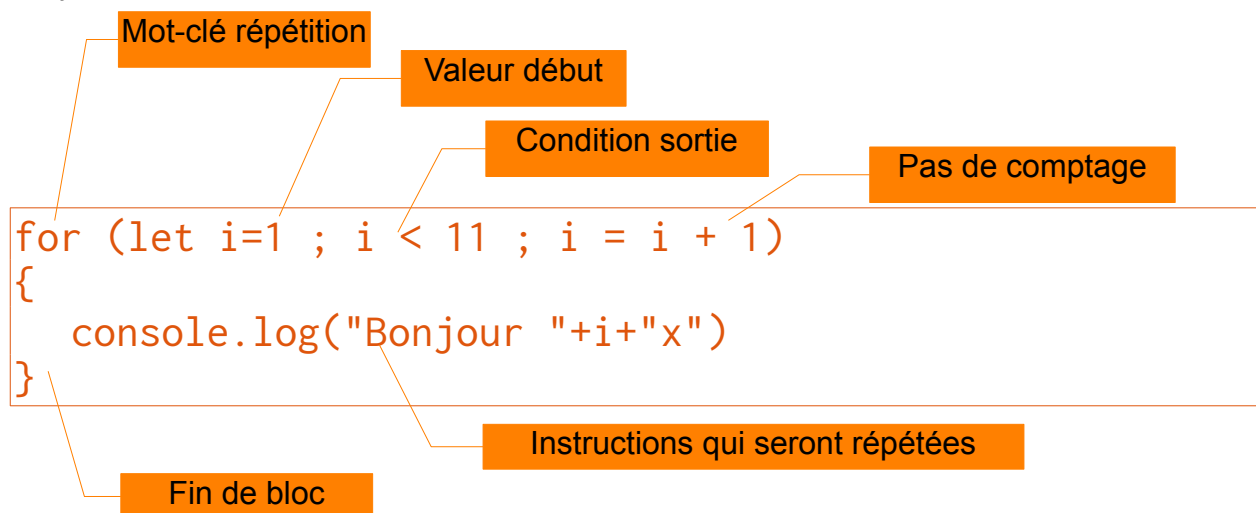 Mot-clé répétition
Valeur début
Condition sortie
Pas de comptage
for (let i=1 ; i < 11 ; i = i + 1)
{
console.log("Bonjour "+i+"x")
}
Instructions qui seront répétées
Fin de bloc